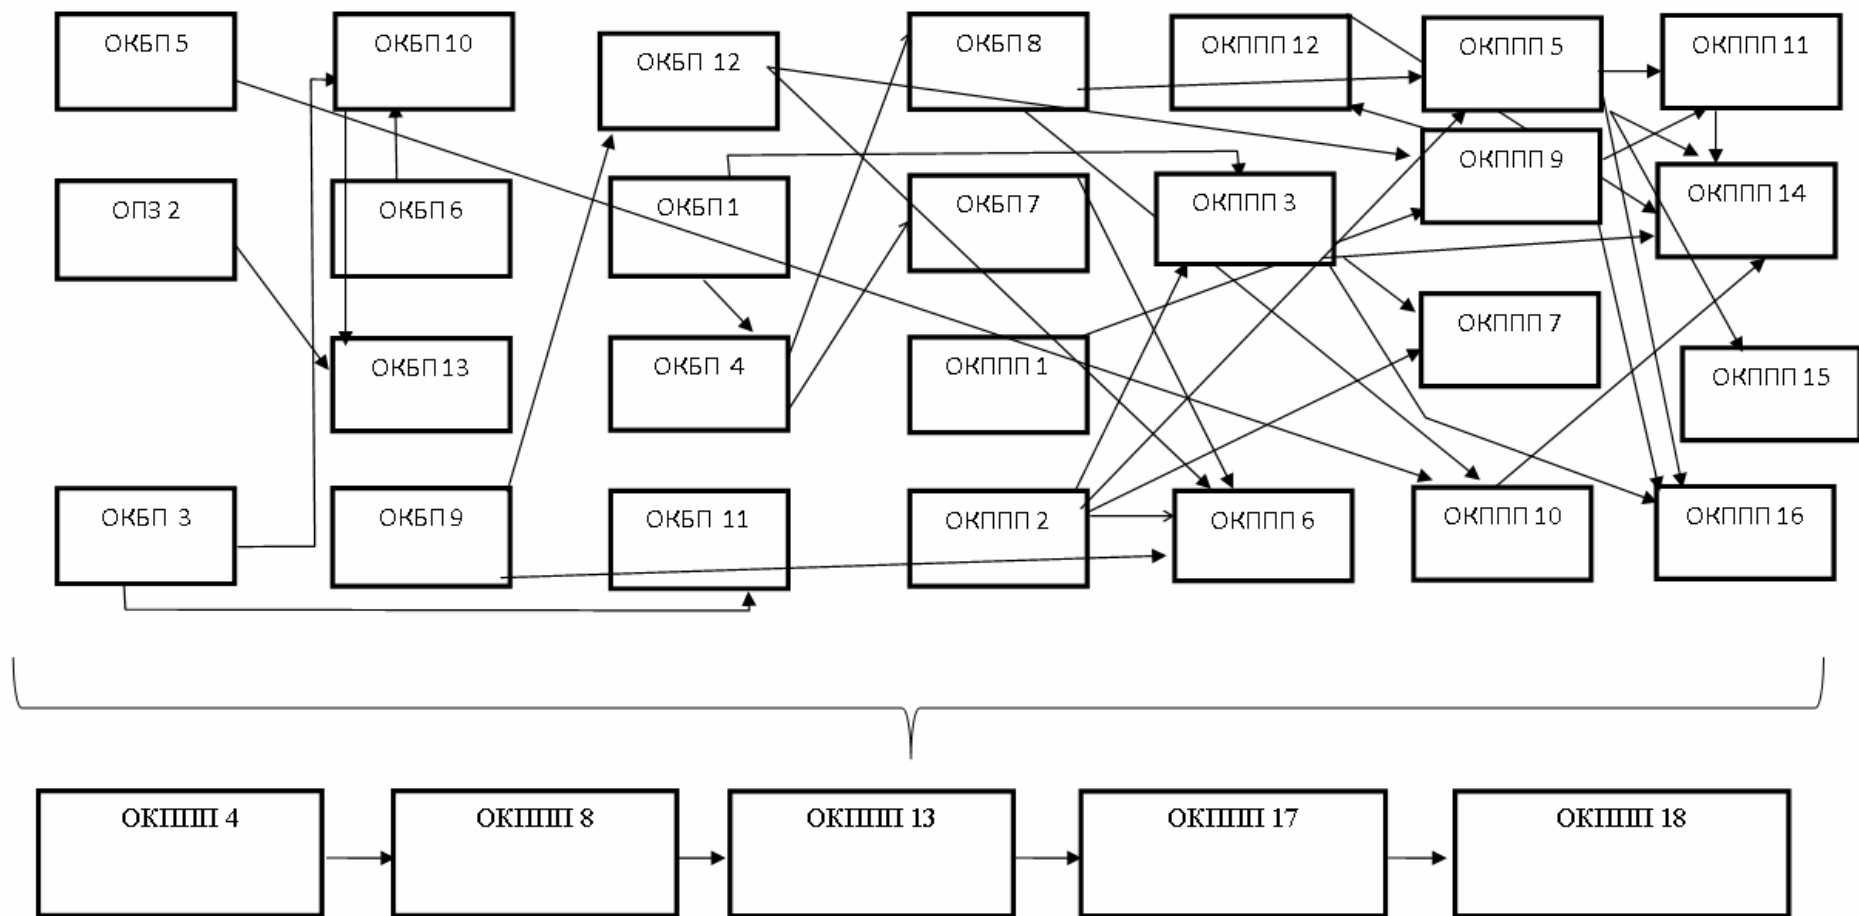 ОКБП 5
ОКБП 10
ОКБП 12
ОКБП 8
ОКППП 12
ОКППП 5
ОКППП 11
ОПЗ 2
ОКБП 6
ОКБП 1
ОКБП 7
ОКППП 3
ОКППП 9
ОКППП 14
ОКБП 13
ОКБП 4
ОКППП 1
ОКППП 7
ОКППП 15
ОКБП 3
ОКБП 9
ОКБП 11
ОКППП 2
ОКППП 6
ОКППП 10
ОКППП 16
ОКППП 4
ОКППП 8
ОКППП 13
ОКППП 17
ОКППП 18